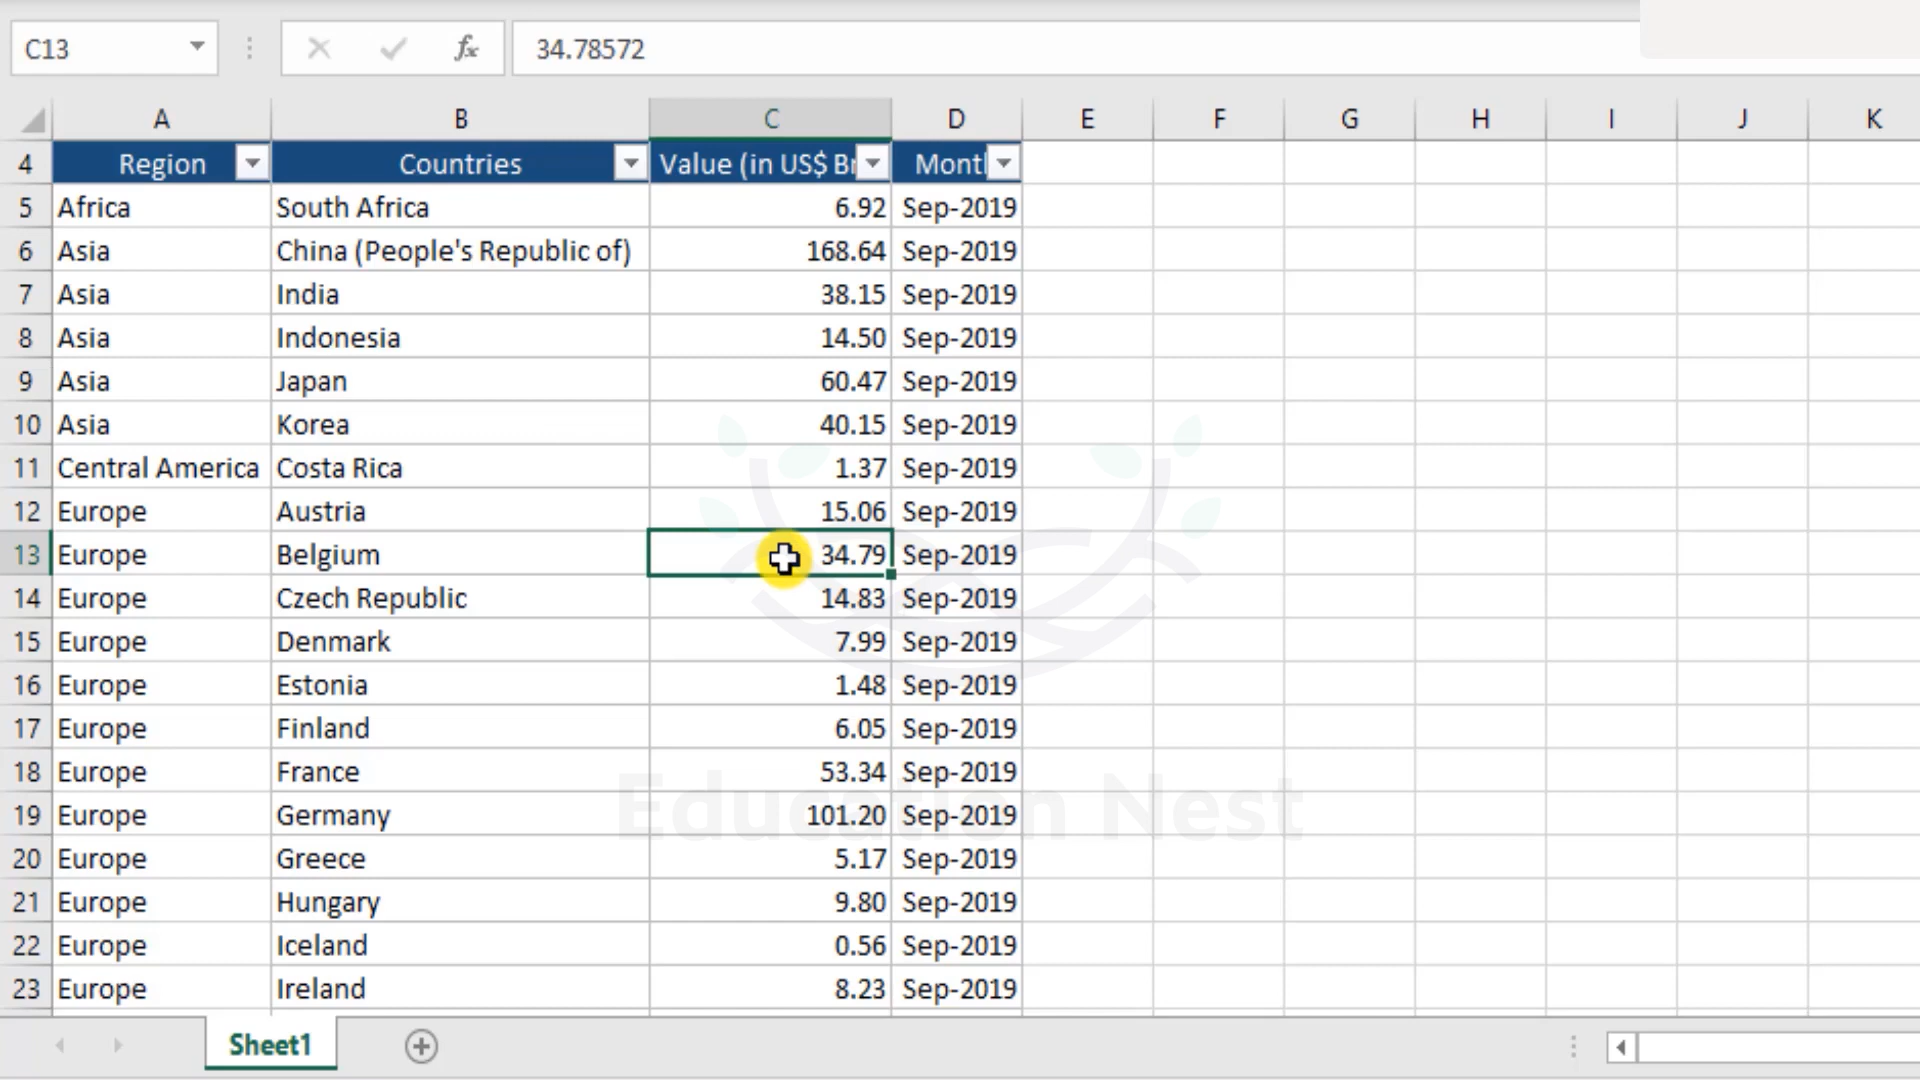 C13 fx 34.78572
A B C D E F G H I J K
4 Region Countries Value (in US$ Br Montl
5 Africa South Africa 6.92 Sep-2019
6 Asia China (People's Republic of) 168.64 Sep-2019
7 Asia India 38.15 Sep-2019
8 Asia Indonesia 14.50 Sep-2019
9 Asia Japan 60.47 Sep-2019
10 Asia Korea 40.15 Sep-2019
11 Central America Costa Rica 1.37 Sep-2019
12 Europe Austria 15.06 Sep-2019
13 Europe Belgium 34.79 Sep-2019
14 Europe Czech Republic 14.83 Sep-2019
15 Europe Denmark 7.99 Sep-2019
16 Europe Estonia 1.48 Sep-2019
17 Europe Finland 6.05 Sep-2019
18 Europe France 53.34 Sep-2019
Education Nest
19 Europe Germany 101.20 Sep-2019
20 Europe Greece 5.17 Sep-2019
21 Europe Hungary 9.80 Sep-2019
22 Europe Iceland 0.56 Sep-2019
23 Europe Ireland 8.23 Sep-2019
Sheet1